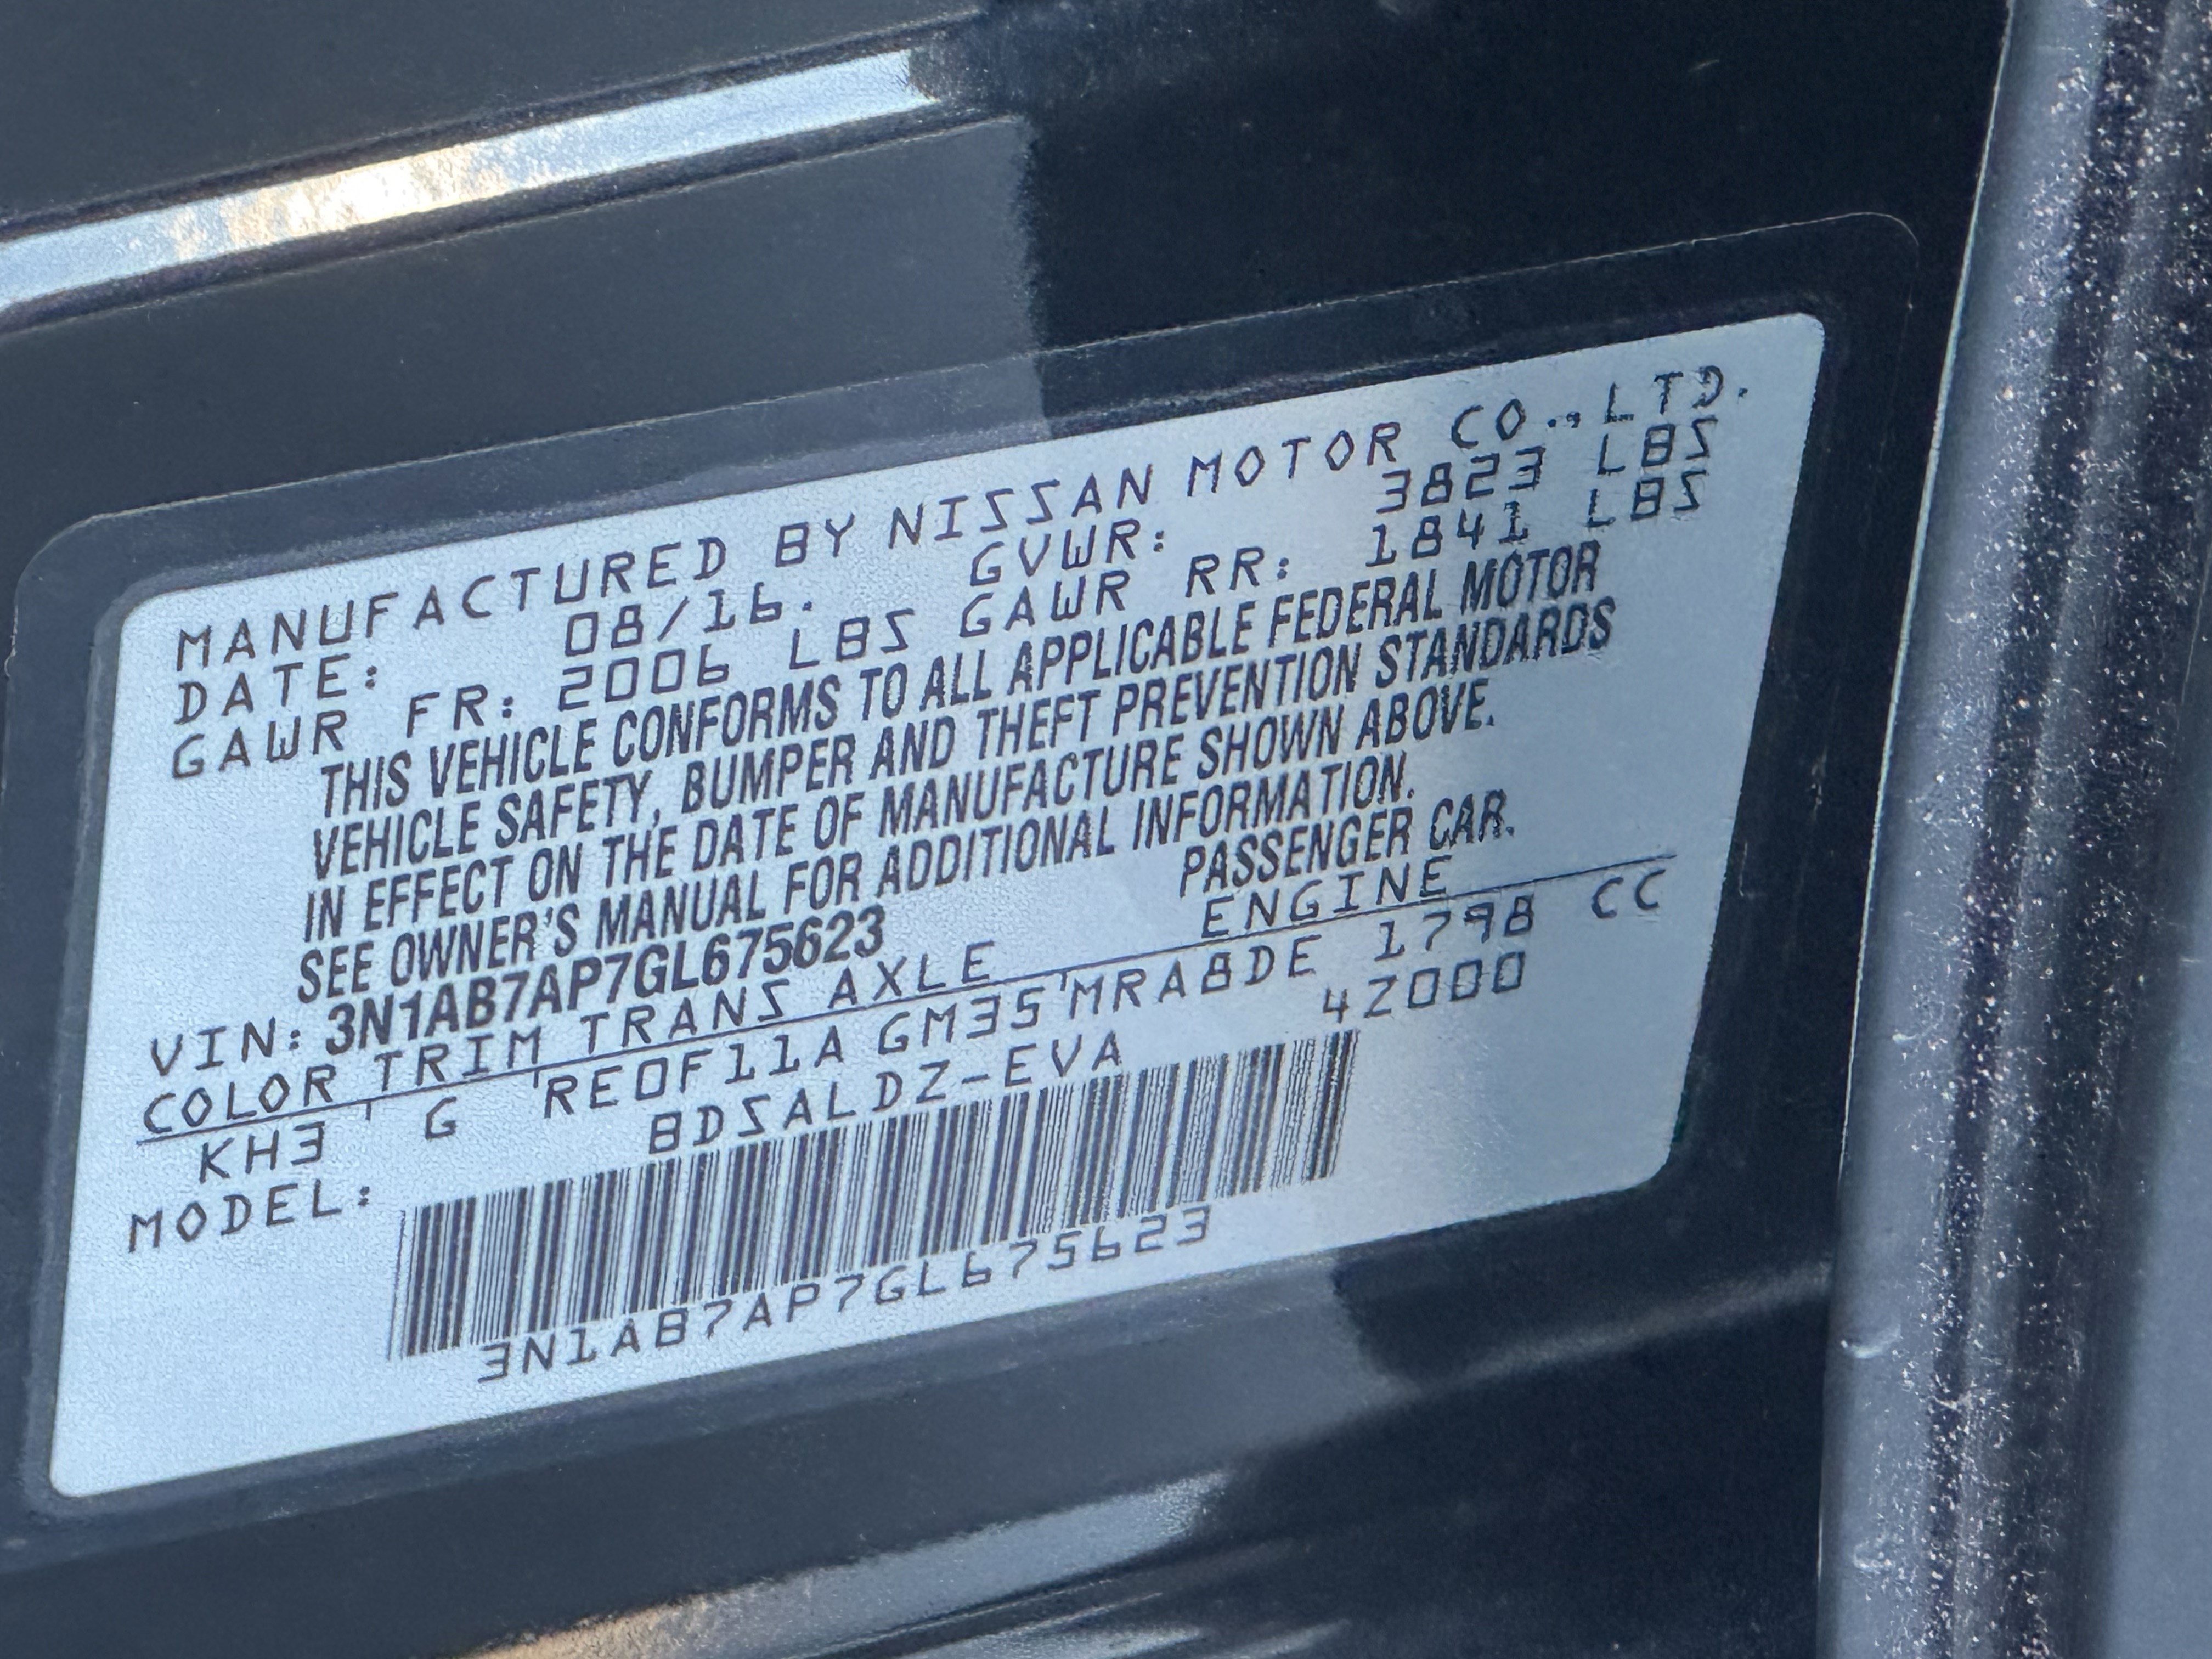 MANUFACTURED BY NISSAN MOTOR CO.,LTD.
DATE: 08/16. GVWR: 3823 LBS
GAWR FR: 2006 LBS GAWR RR: 1841 LBS
THIS VEHICLE CONFORMS TO ALL APPLICABLE FEDERAL MOTOR
VEHICLE SAFETY, BUMPER AND THEFT PREVENTION STANDARDS
IN EFFECT ON THE DATE OF MANUFACTURE SHOWN ABOVE.
SEE OWNER'S MANUAL FOR ADDITIONAL INFORMATION.
VIN: 3N1AB7AP7GL675623 PASSENGER CAR.
COLOR TRIM TRANS AXLE ENGINE
KH3 G RE0F11A GM35 MRA8DE 1798 CC
MODEL: BDSALDZ-EVA 4Z000
3N1AB7AP7GL675623